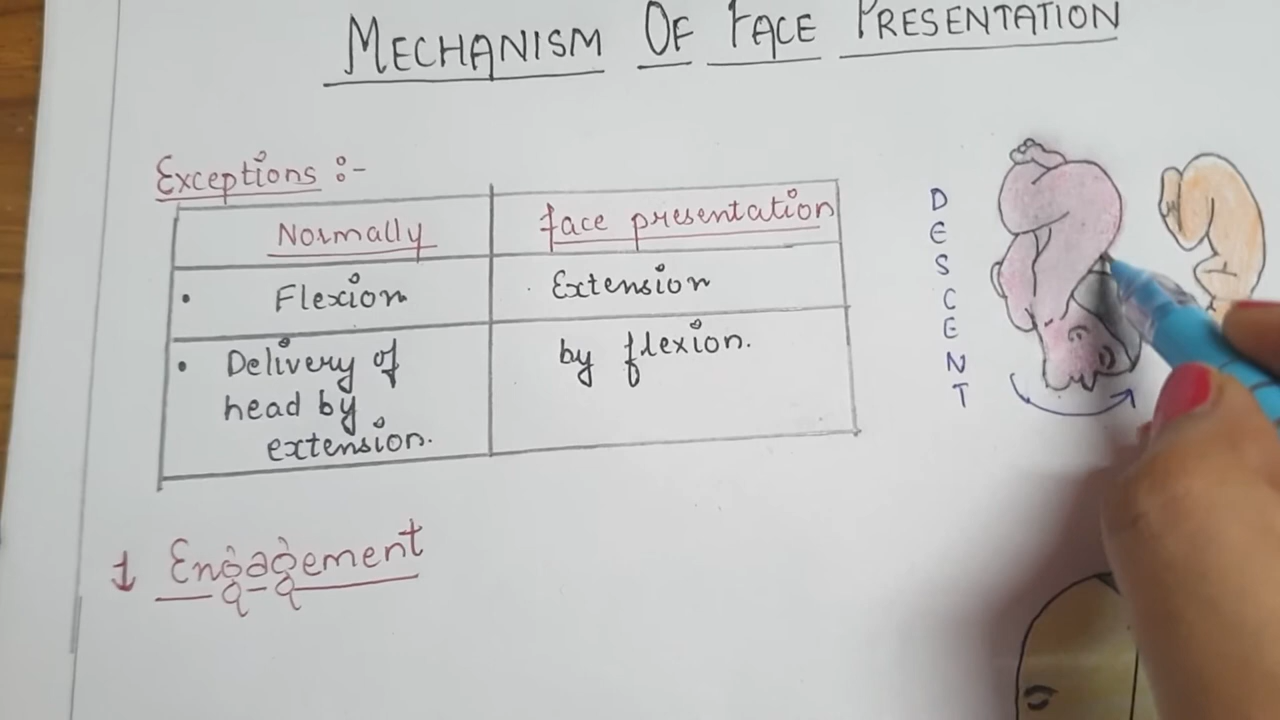 MECHANISM OF FACE PRESENTATION
Exceptions :-
Normally
face presentation
• Flexion
. Extension
• Delivery of
head by
extension.
by flexion.
DESCENT
1 Engagement